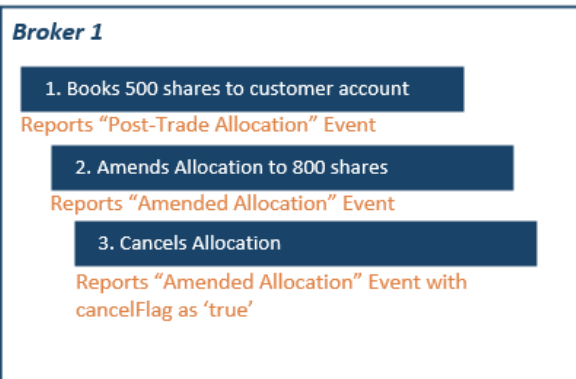 Broker 1
1. Books 500 shares to customer account
Reports “Post-Trade Allocation” Event
2. Amends Allocation to 800 shares
Reports “Amended Allocation” Event
3. Cancels Allocation
Reports “Amended Allocation” Event with
cancelFlag as ‘true’